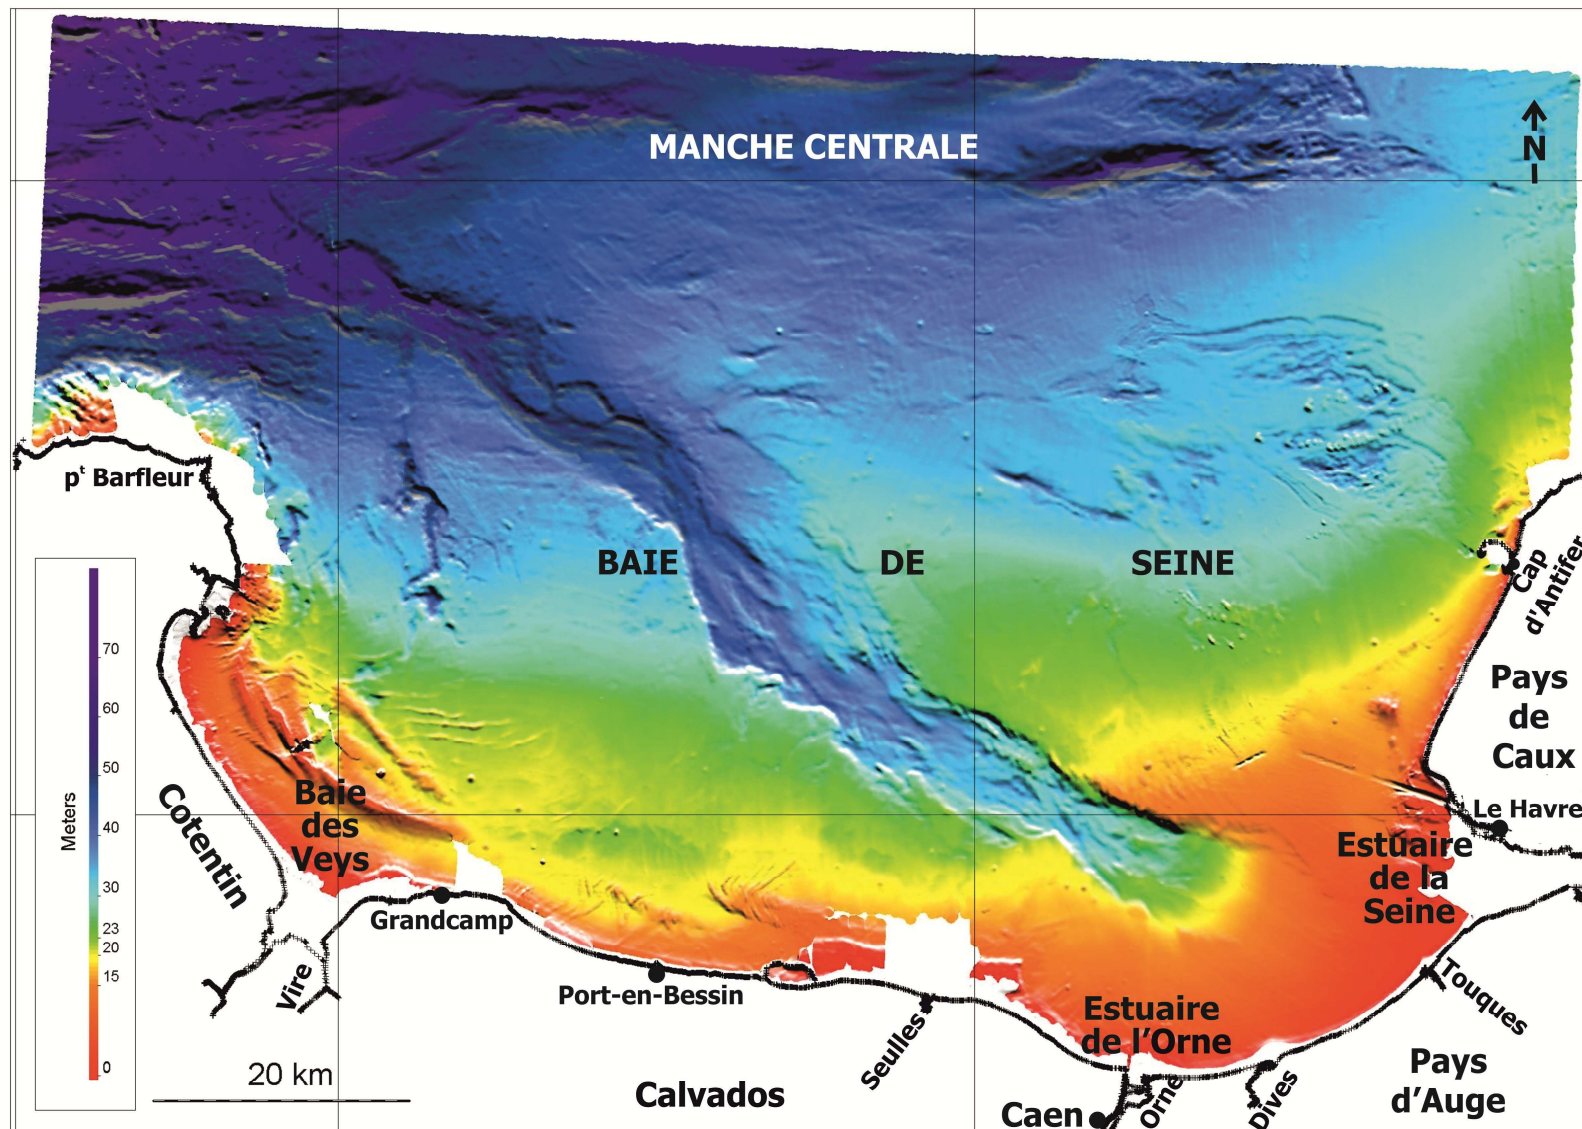 MANCHE CENTRALE
N
pᵗ Barfleur
BAIE DE SEINE
Cap
d'Antifer
Pays
de
Caux
Le Havre
Meters
70
60
50
40
30
23
20
15
0
Cotentin
Baie
des
Veys
Grandcamp
Vire
Port-en-Bessin
Seulles
Estuaire
de la
Seine
Estuaire
de l'Orne
Touques
20 km
Calvados
Caen
Orne
Dives
Pays
d'Auge